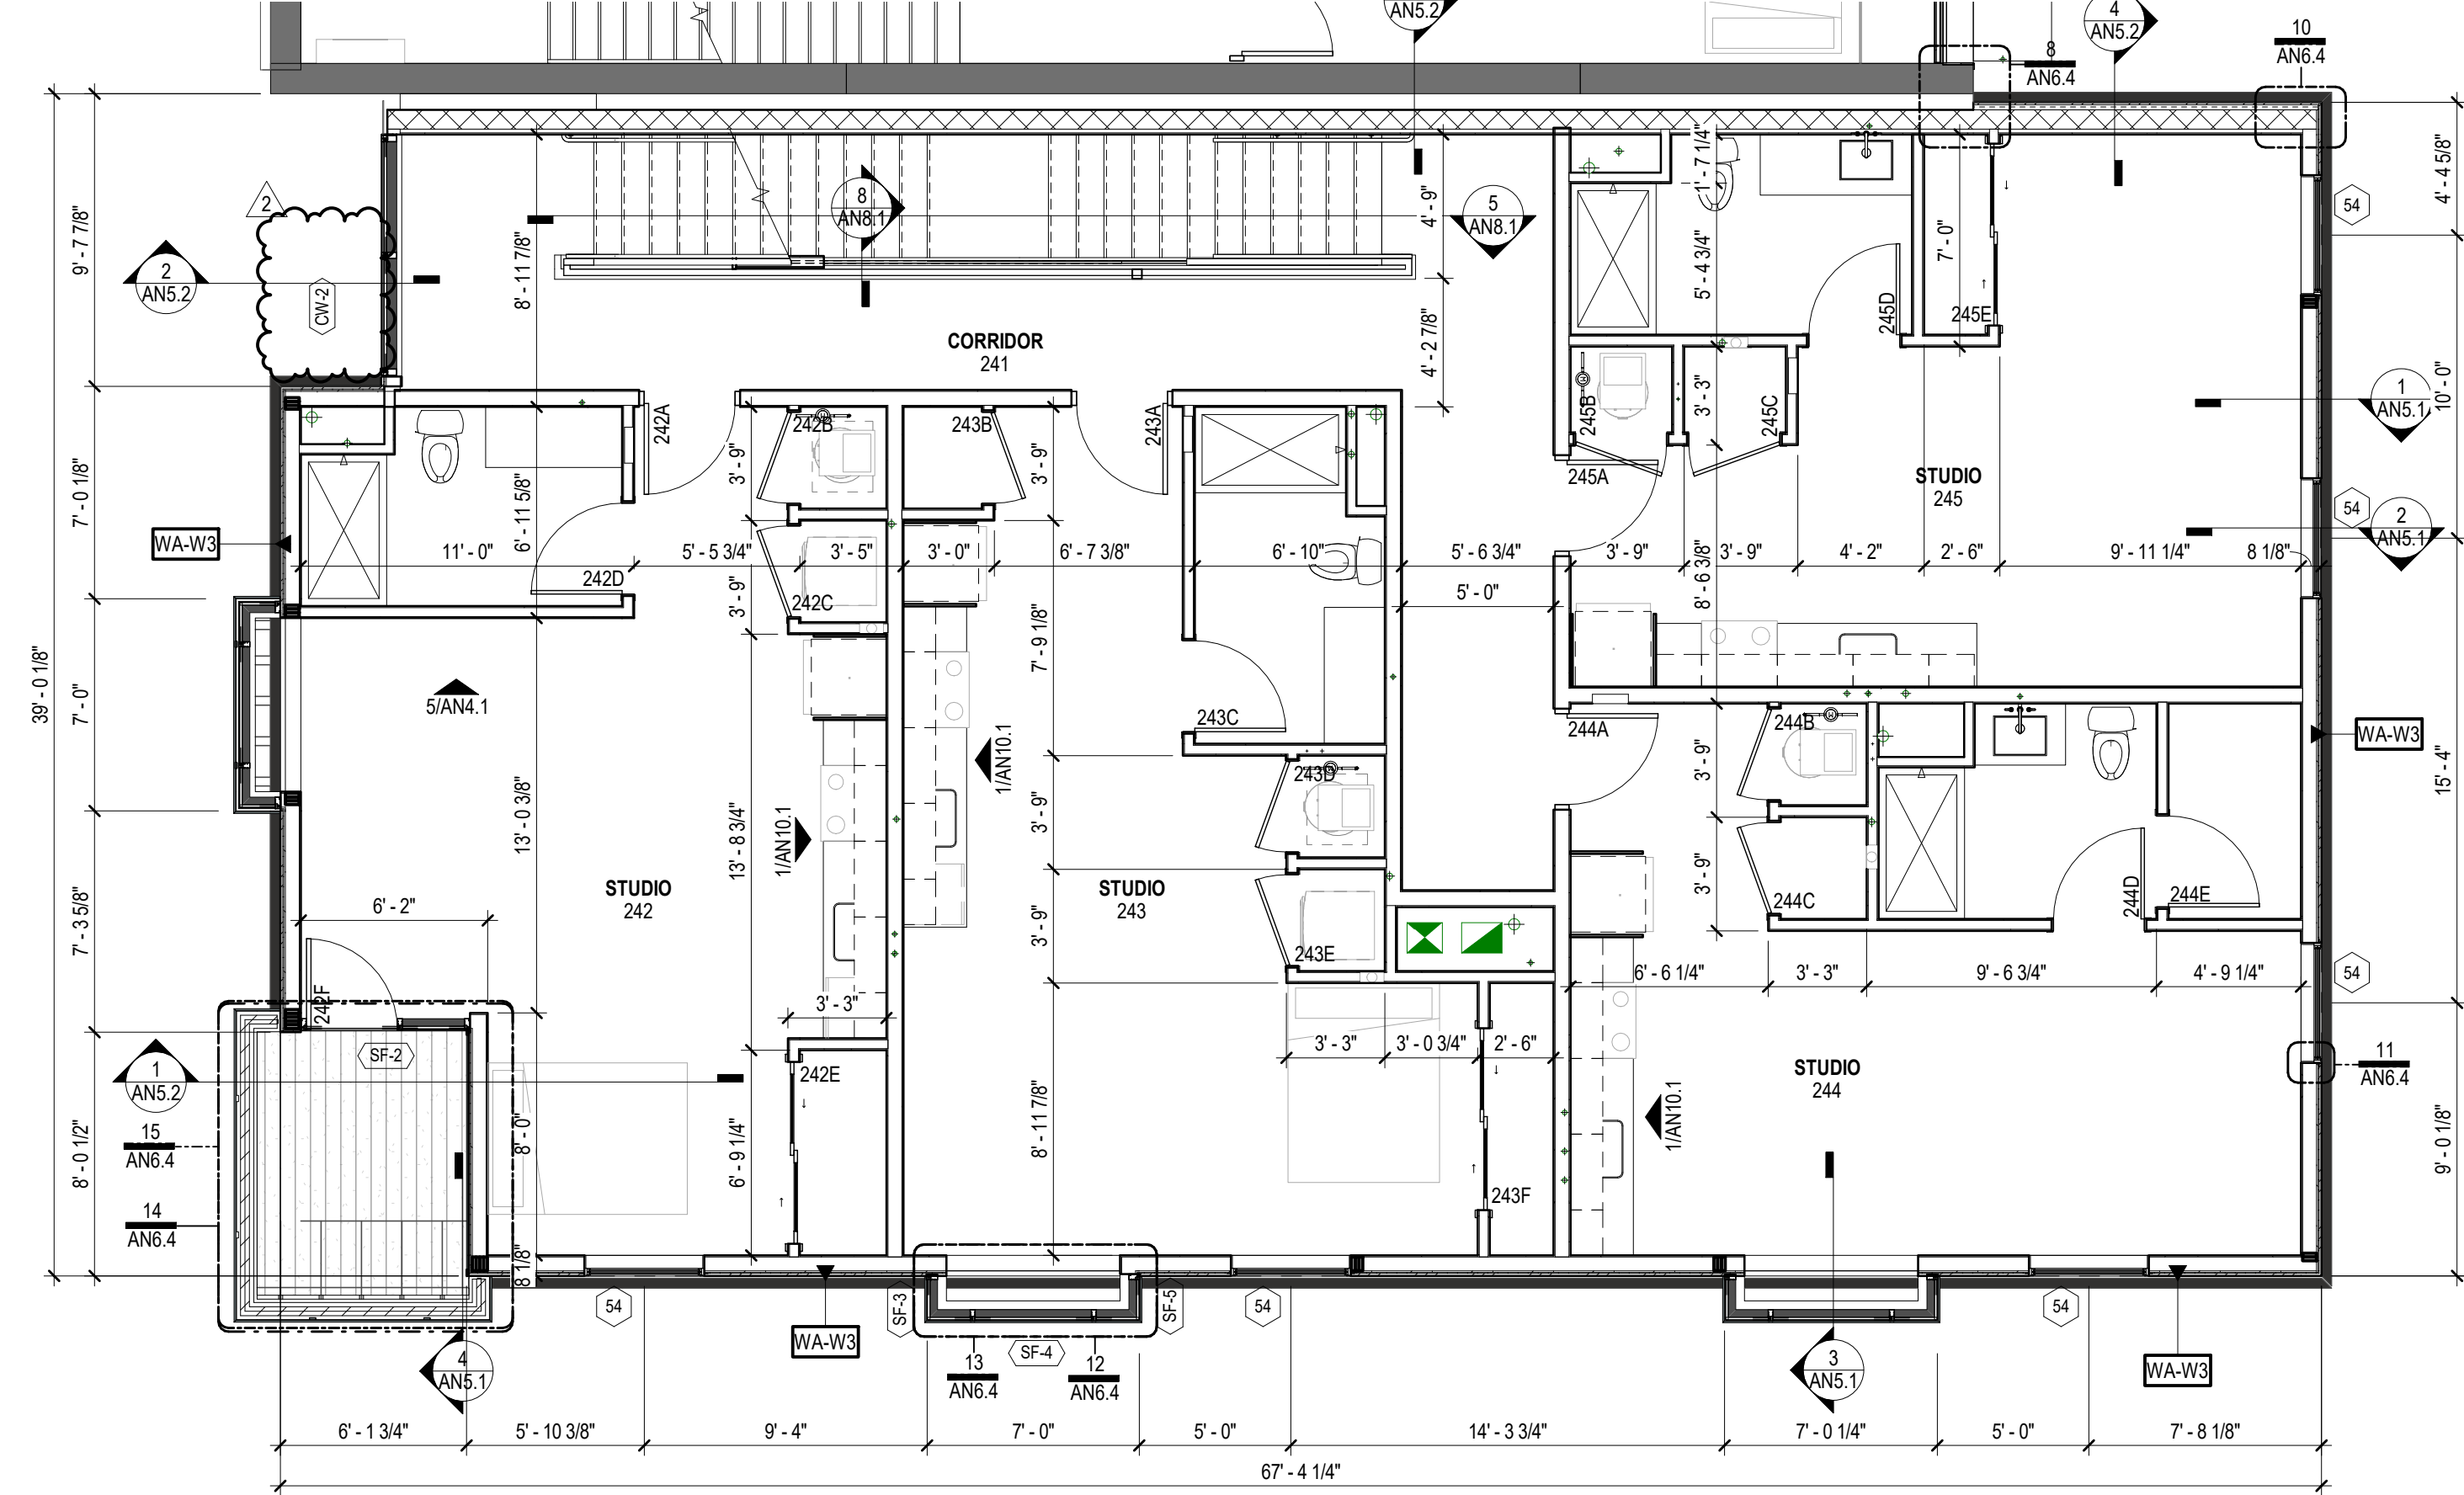 AN5.2
4
AN5.2
10
AN6.4
8
AN6.4
2
9' - 7 7/8"
8' - 11 7/8"
8
AN8.1
4' - 9"
5
AN8.1
1' - 7 1/4"
5' - 4 3/4"
7' - 0"
54
4' - 4 5/8"
2
AN5.2
CW-2
CORRIDOR
241
4' - 2 7/8"
245D
245E
1
AN5.1
10' - 0"
242A
242B
243B
243A
245B
3' - 3"
245C
7' - 0 1/8"
6' - 11 5/8"
3' - 9"
3' - 9"
245A
STUDIO
245
54
2
AN5.1
WA-W3
11' - 0"
5' - 5 3/4"
3' - 5"
3' - 0"
6' - 7 3/8"
6' - 10"
5' - 6 3/4"
3' - 9"
3' - 9"
4' - 2"
2' - 6"
9' - 11 1/4"
8 1/8"
242D
3' - 9"
242C
5' - 0"
8' - 6 3/8"
39' - 0 1/8"
7' - 0"
5/AN4.1
7' - 9 1/8"
243C
244A
244B
WA-W3
1/AN10.1
3' - 9"
15' - 4"
13' - 0 3/8"
13' - 8 3/4"
1/AN10.1
243D
3' - 9"
STUDIO
242
STUDIO
243
3' - 9"
244C
244D
244E
7' - 3 5/8"
6' - 2"
3' - 9"
243E
6' - 6 1/4"
3' - 3"
9' - 6 3/4"
4' - 9 1/4"
54
242F
3' - 3"
SF-2
3' - 3"
3' - 0 3/4"
2' - 6"
11
AN6.4
1
AN5.2
242E
STUDIO
244
15
AN6.4
8' - 0 1/2"
8' - 0"
6' - 9 1/4"
8' - 11 7/8"
1/AN10.1
9' - 0 1/8"
243F
14
AN6.4
8 1/8"
54
SF-3
SF-5
54
54
WA-W3
SF-4
13
AN6.4
12
AN6.4
4
AN5.1
3
AN5.1
WA-W3
6' - 1 3/4"
5' - 10 3/8"
9' - 4"
7' - 0"
5' - 0"
14' - 3 3/4"
7' - 0 1/4"
5' - 0"
7' - 8 1/8"
67' - 4 1/4"